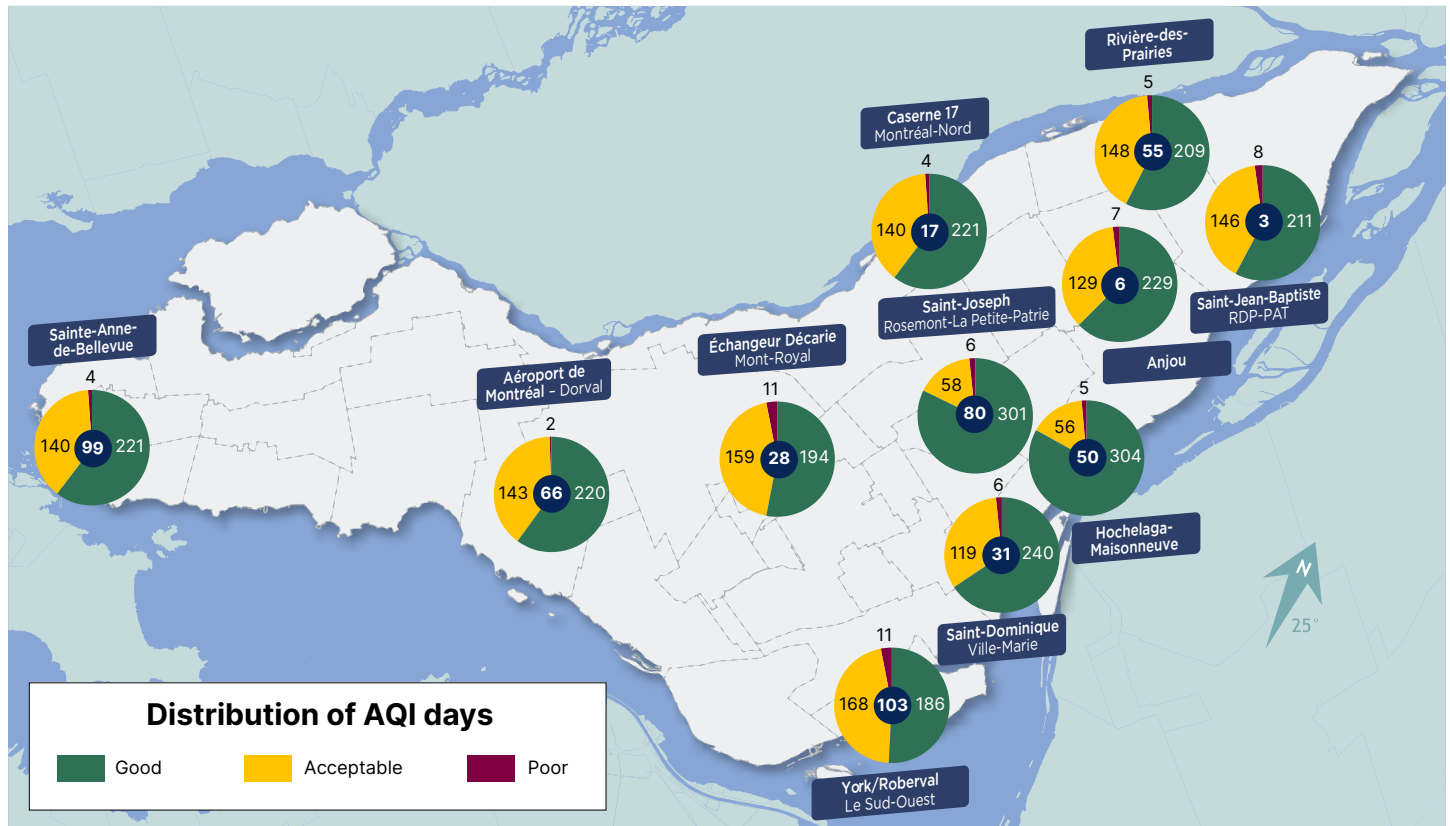 Rivière-des-
Prairies
5
148
55
209
Caserne 17
Montréal-Nord
4
140
17
221
8
146
3
211
Saint-Jean-Baptiste
RDP-PAT
7
129
6
229
Anjou
Saint-Joseph
Rosemont-La Petite-Patrie
6
58
80
301
Échangeur Décarie
Mont-Royal
11
159
28
194
Sainte-Anne-
de-Bellevue
4
140
99
221
Aéroport de
Montréal – Dorval
2
143
66
220
5
56
50
304
Hochelaga-
Maisonneuve
6
119
31
240
Saint-Dominique
Ville-Marie
11
168
103
186
York/Roberval
Le Sud-Ouest
N
25°
Distribution of AQI days
Good
Acceptable
Poor